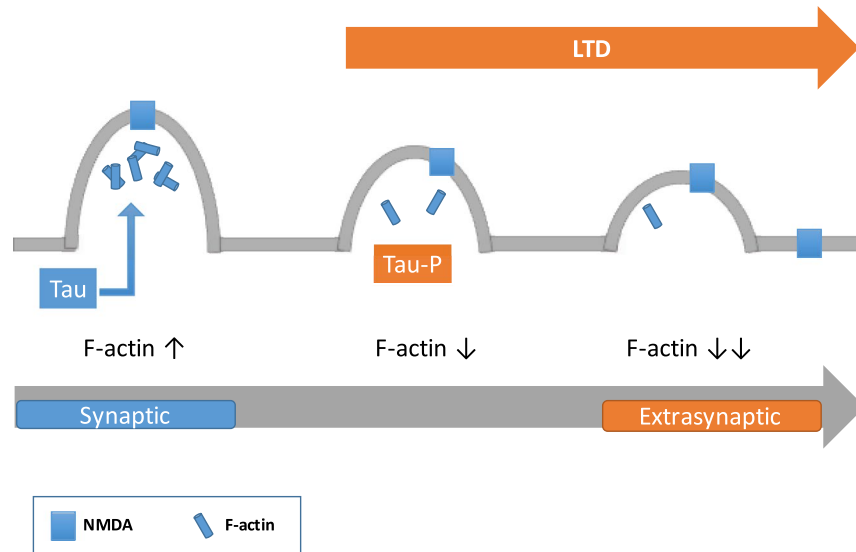 LTD
Tau
Tau-P
F-actin ↑
F-actin ↓
F-actin ↓↓
Synaptic
Extrasynaptic
NMDA
F-actin